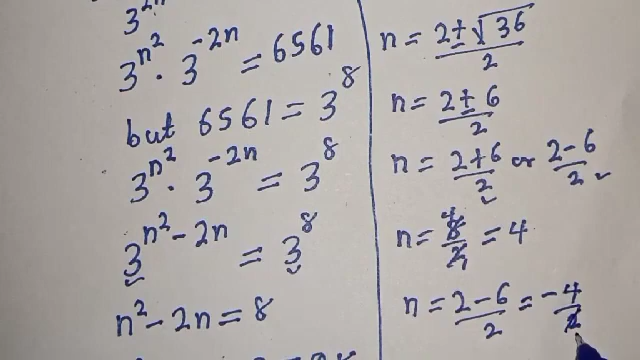 3^{2n}
3^{n²} · 3^{-2n} = 6561
but 6561 = 3^8
3^{n²} · 3^{-2n} = 3^8
3^{n²-2n} = 3^8
n² - 2n = 8
n = (2 ± √36)/2
n = (2 ± 6)/2
n = (2+6)/2 or (2-6)/2
n = 8/2 = 4
n = (2-6)/2 = -4/2